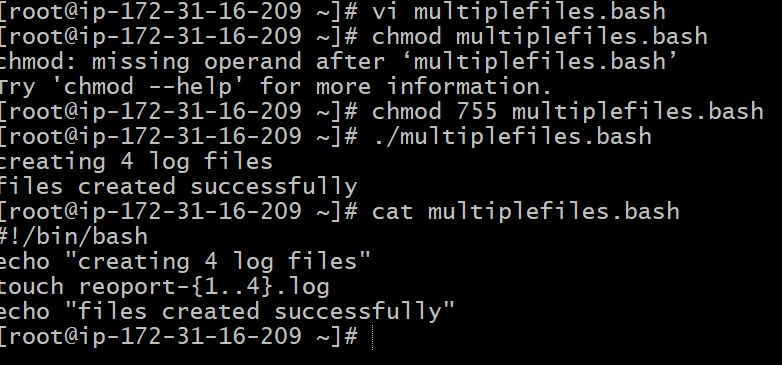 [root@ip-172-31-16-209 ~]# vi multiplefiles.bash
[root@ip-172-31-16-209 ~]# chmod multiplefiles.bash
chmod: missing operand after ‘multiplefiles.bash’
Try 'chmod --help' for more information.
[root@ip-172-31-16-209 ~]# chmod 755 multiplefiles.bash
[root@ip-172-31-16-209 ~]# ./multiplefiles.bash
creating 4 log files
files created successfully
[root@ip-172-31-16-209 ~]# cat multiplefiles.bash
#!/bin/bash
echo "creating 4 log files"
touch reoport-{1..4}.log
echo "files created successfully"
[root@ip-172-31-16-209 ~]#